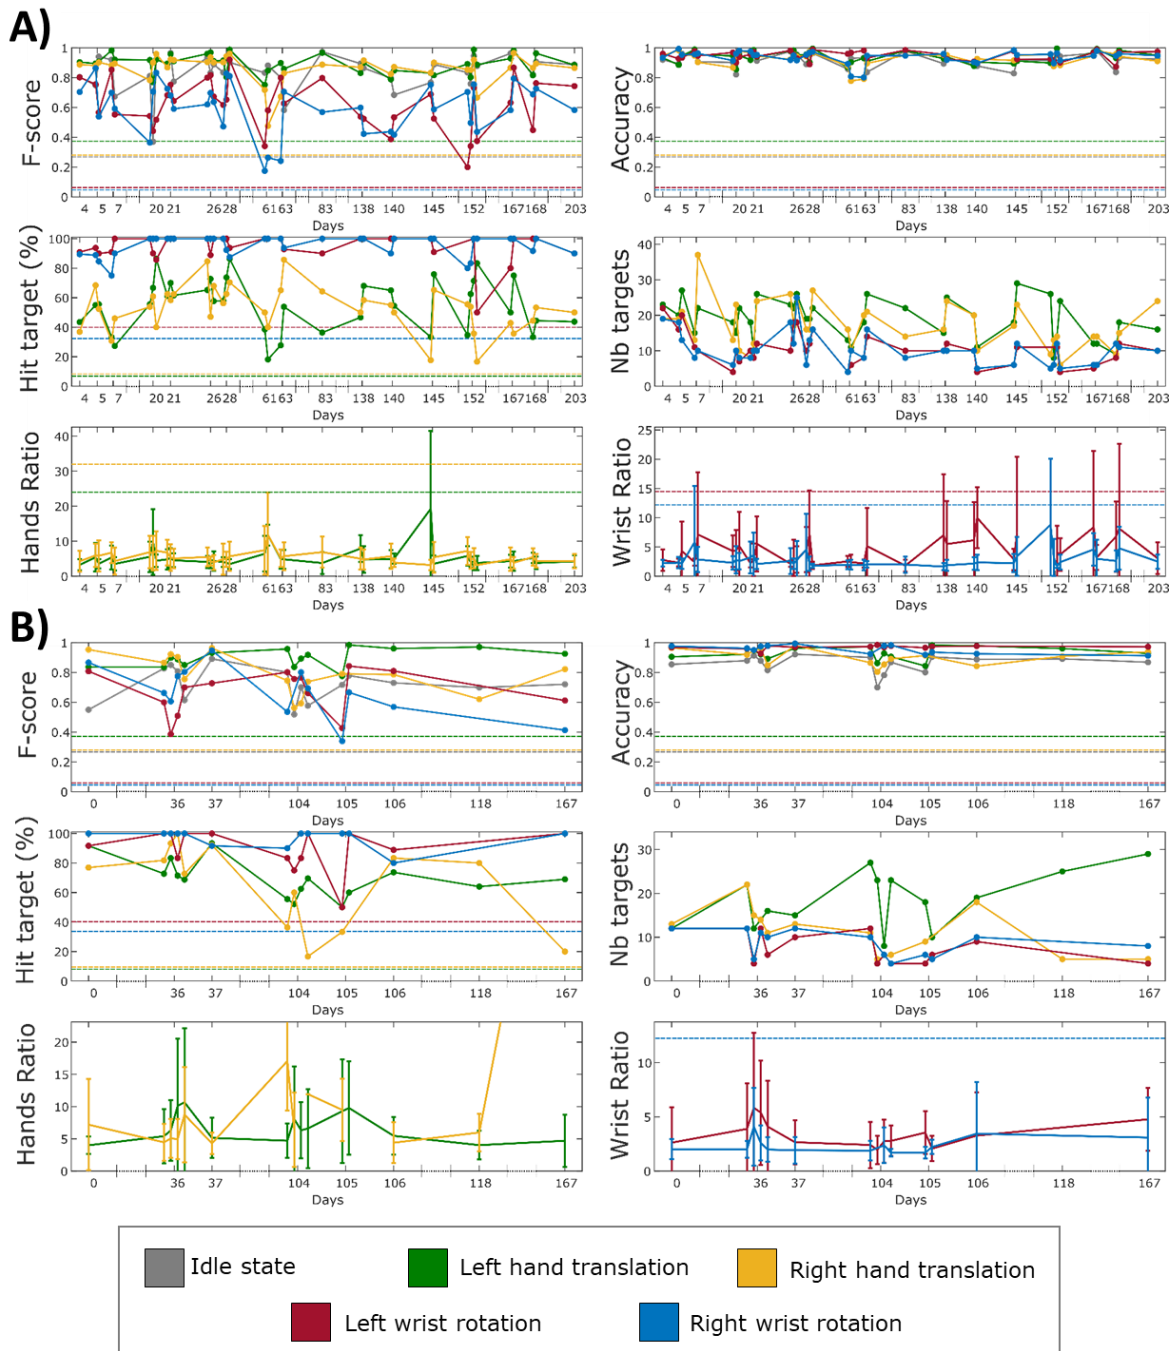 A)
F-score
1
0.8
0.6
0.4
0.2
0
4 5 7 20 21 26 28 61 63 83 138 140 145 152 167 203
Days
Accuracy
1
0.8
0.6
0.4
0.2
0
4 5 7 20 21 26 28 61 63 83 138 140 145 152 167 168 203
Days
Hit target (%)
100
80
60
40
20
0
4 5 7 20 21 26 28 61 63 83 138 140 145 152 167 168 203
Days
Nb targets
40
30
20
10
0
4 5 7 20 21 26 28 61 63 83 138 140 145 152 167 168 203
Days
Hands Ratio
40
30
20
10
0
4 5 7 20 21 26 28 61 63 83 138 140 145 152 167 168 203
Days
Wrist Ratio
25
20
15
10
5
0
4 5 7 20 21 26 28 61 63 83 138 140 145 152 167 168 203
Days
B)
F-score
1
0.8
0.6
0.4
0.2
0
0 36 37 104 105 106 118 167
Days
Accuracy
1
0.8
0.6
0.4
0.2
0
0 36 37 104 105 106 118 167
Days
Hit target (%)
100
80
60
40
20
0
0 36 37 104 105 106 118 167
Days
Nb targets
30
20
10
0
0 36 37 104 105 106 118 167
Days
Hands Ratio
20
15
10
5
0
0 36 37 104 105 106 118 167
Days
Wrist Ratio
10
5
0
0 36 37 104 105 106 118 167
Days
Idle state
Left hand translation
Right hand translation
Left wrist rotation
Right wrist rotation